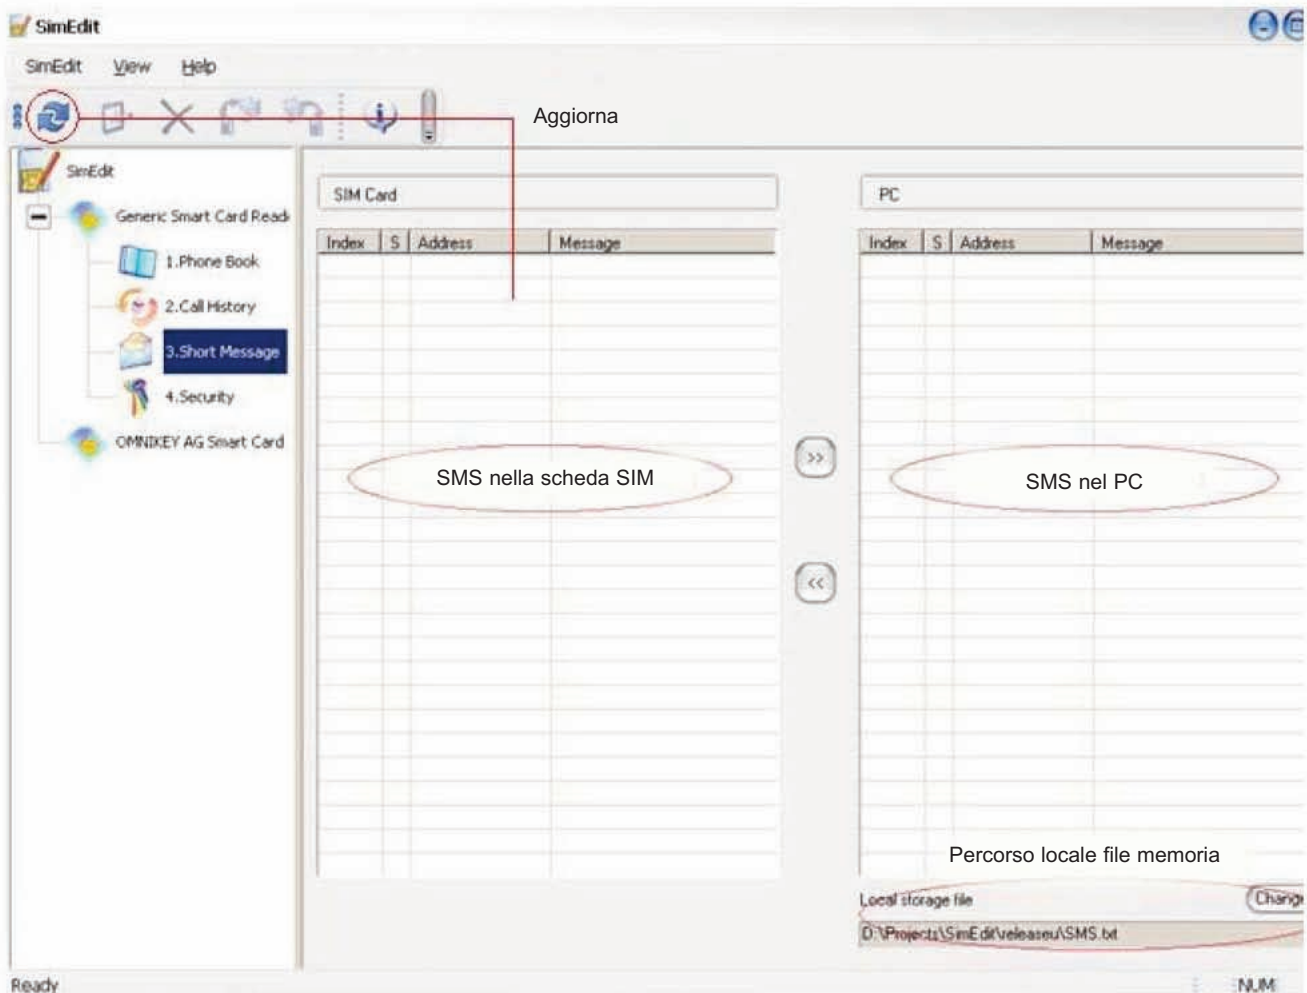 SimEdit
SimEdit View Help
Aggiorna
SimEdit
Generic Smart Card Read
1.Phone Book
2.Call History
3.Short Message
4.Security
OMNIKEY AG Smart Card
SIM Card
Index S Address Message
SMS nella scheda SIM
>>
<<
PC
Index S Address Message
SMS nel PC
Percorso locale file memoria
Local storage file
Change
D:\Projects\SimEdit\releaseu\SMS.txt
Ready
NUM